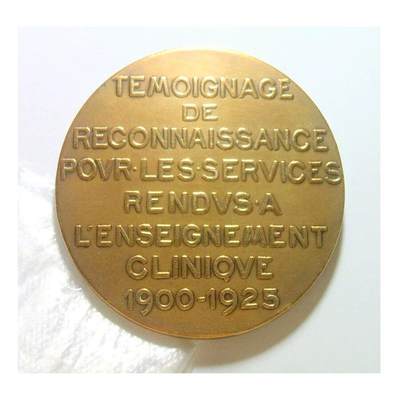 TEMOIGNAGE
DE
RECONNAISSANCE
POVR·LES·SERVICES
RENDVS·A
L'ENSEIGNEMENT
CLINIQVE
1900-1925